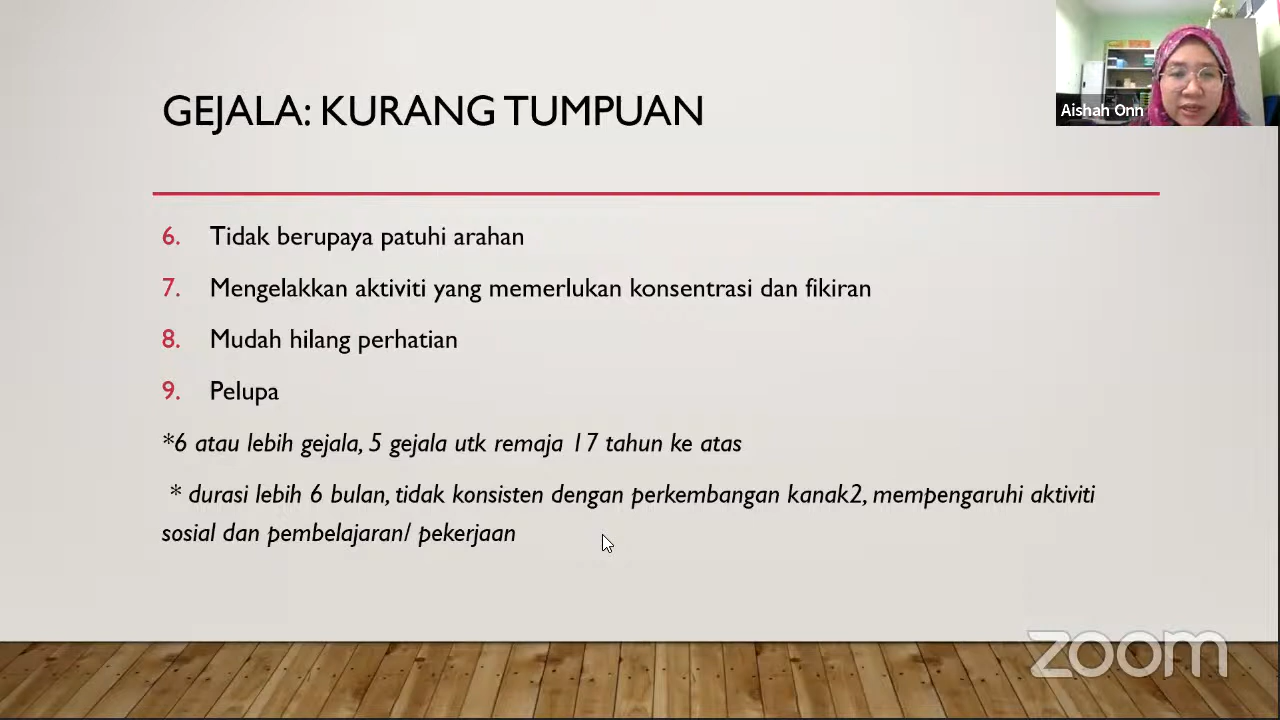 GEJALA: KURANG TUMPUAN
Aishah Onn
6. Tidak berupaya patuhi arahan
7. Mengelakkan aktiviti yang memerlukan konsentrasi dan fikiran
8. Mudah hilang perhatian
9. Pelupa
*6 atau lebih gejala, 5 gejala utk remaja 17 tahun ke atas
* durasi lebih 6 bulan, tidak konsisten dengan perkembangan kanak2, mempengaruhi aktiviti
sosial dan pembelajaran/ pekerjaan
zoom